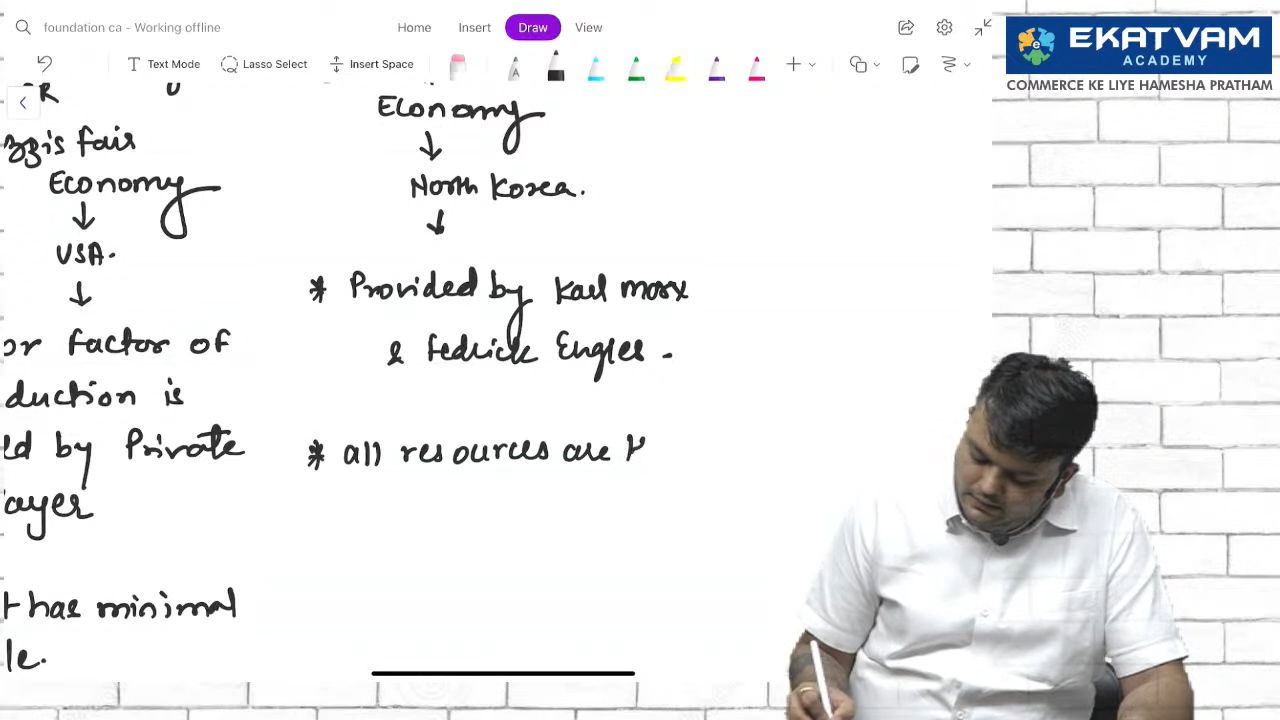 foundation ca - Working offline
Home Insert Draw View
Text Mode Lasso Select Insert Space
EKATVAM
ACADEMY
COMMERCE KE LIYE HAMESHA PRATHAM
is fair
Economy
↓
USA.
↓
or factor of
duction is
ed by Private
ayer
t has minimal
le.
Economy
↓
North Korea.
↓
* Provided by Karl marx
& Fedrick Engles.
* all resources are